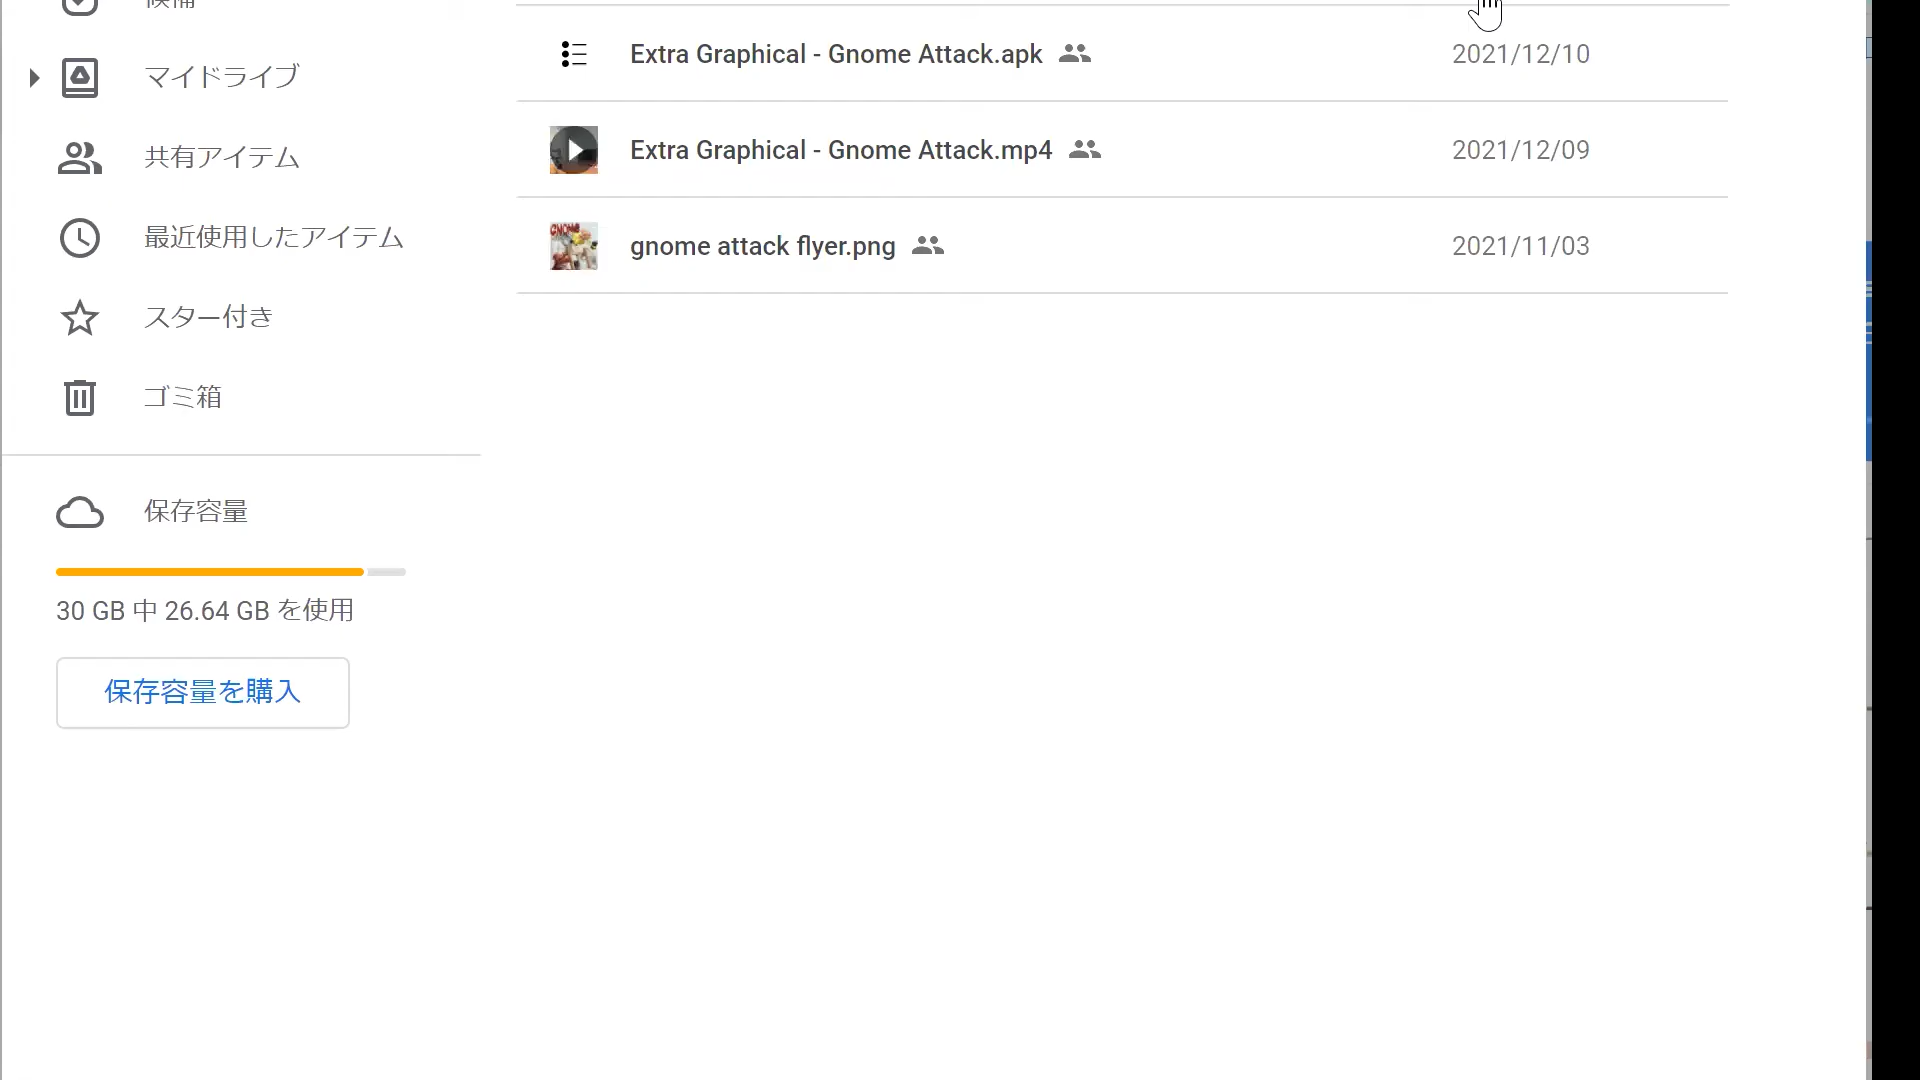 候補
マイドライブ
共有アイテム
最近使用したアイテム
スター付き
ゴミ箱
保存容量
30 GB 中 26.64 GB を使用
保存容量を購入
Extra Graphical - Gnome Attack.apk 2021/12/10
Extra Graphical - Gnome Attack.mp4 2021/12/09
GNOME
gnome attack flyer.png 2021/11/03